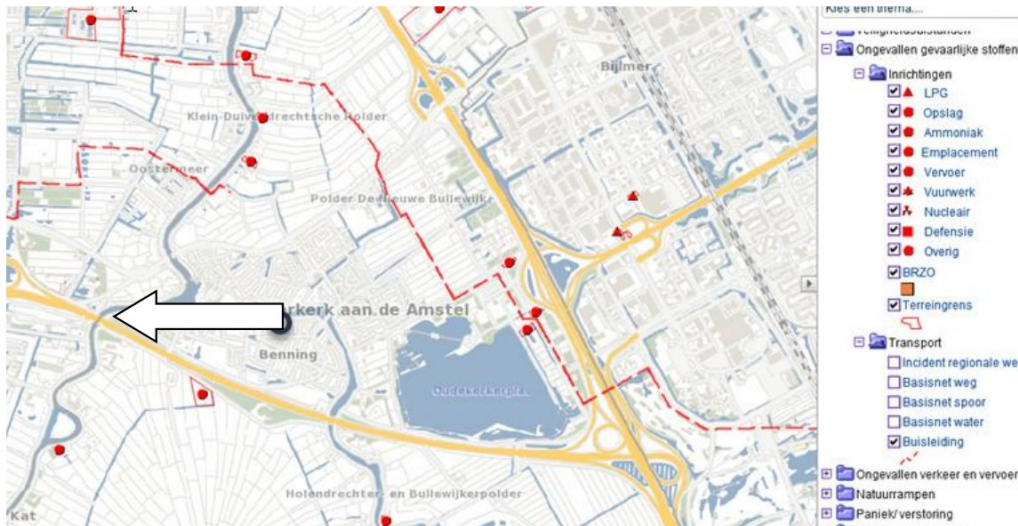 Bijlmer
Klein-Duivendrechtsche Polder
Oostermeer
Polder De Nieuwe Bullewijk
rkerk aan de Amstel
Benning
Ouderkerkerpla
Holendrechter- en Bullewijkerpolder
Kat
Kies een thema....
Veiligheidsafstanden
Ongevallen gevaarlijke stoffen
Inrichtingen
LPG
Opslag
Ammoniak
Emplacement
Vervoer
Vuurwerk
Nucleair
Defensie
Overig
BRZO
Terreingrens
Transport
Incident regionale we
Basisnet weg
Basisnet spoor
Basisnet water
Buisleiding
Ongevallen verkeer en vervoer
Natuurrampen
Paniek/verstoring